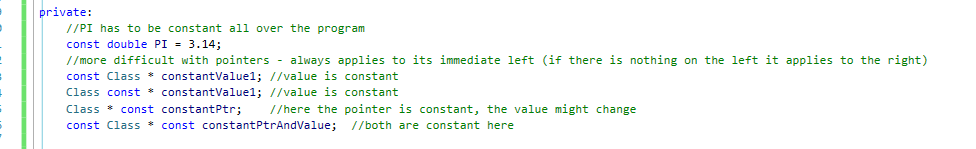 private:
//PI has to be constant all over the program
const double PI = 3.14;
//more difficult with pointers - always applies to its immediate left (if there is nothing on the left it applies to the right)
const Class * constantValue1; //value is constant
Class const * constantValue1; //value is constant
Class * const constantPtr;    //here the pointer is constant, the value might change
const Class * const constantPtrAndValue;  //both are constant here